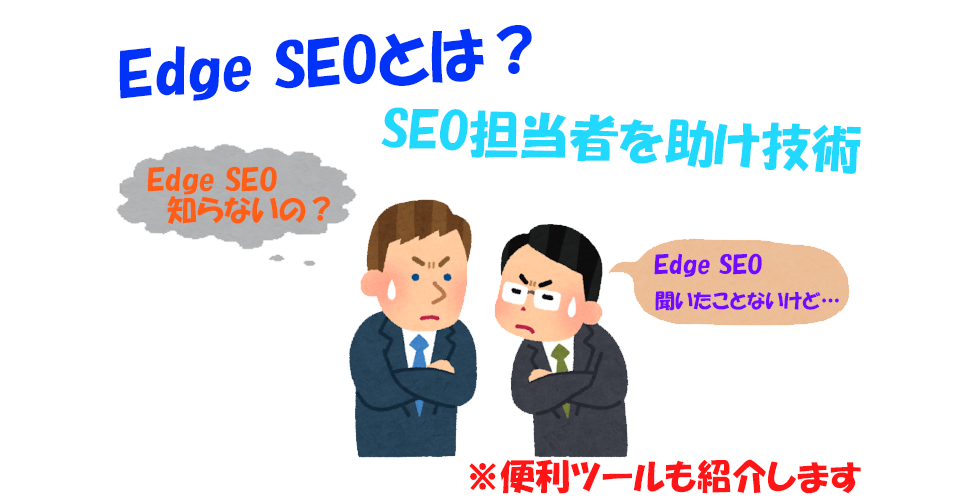 Edge SEOとは？
SEO担当者を助け技術
Edge SEO
知らないの？
Edge SEO
聞いたことないけど…
※便利ツールも紹介します